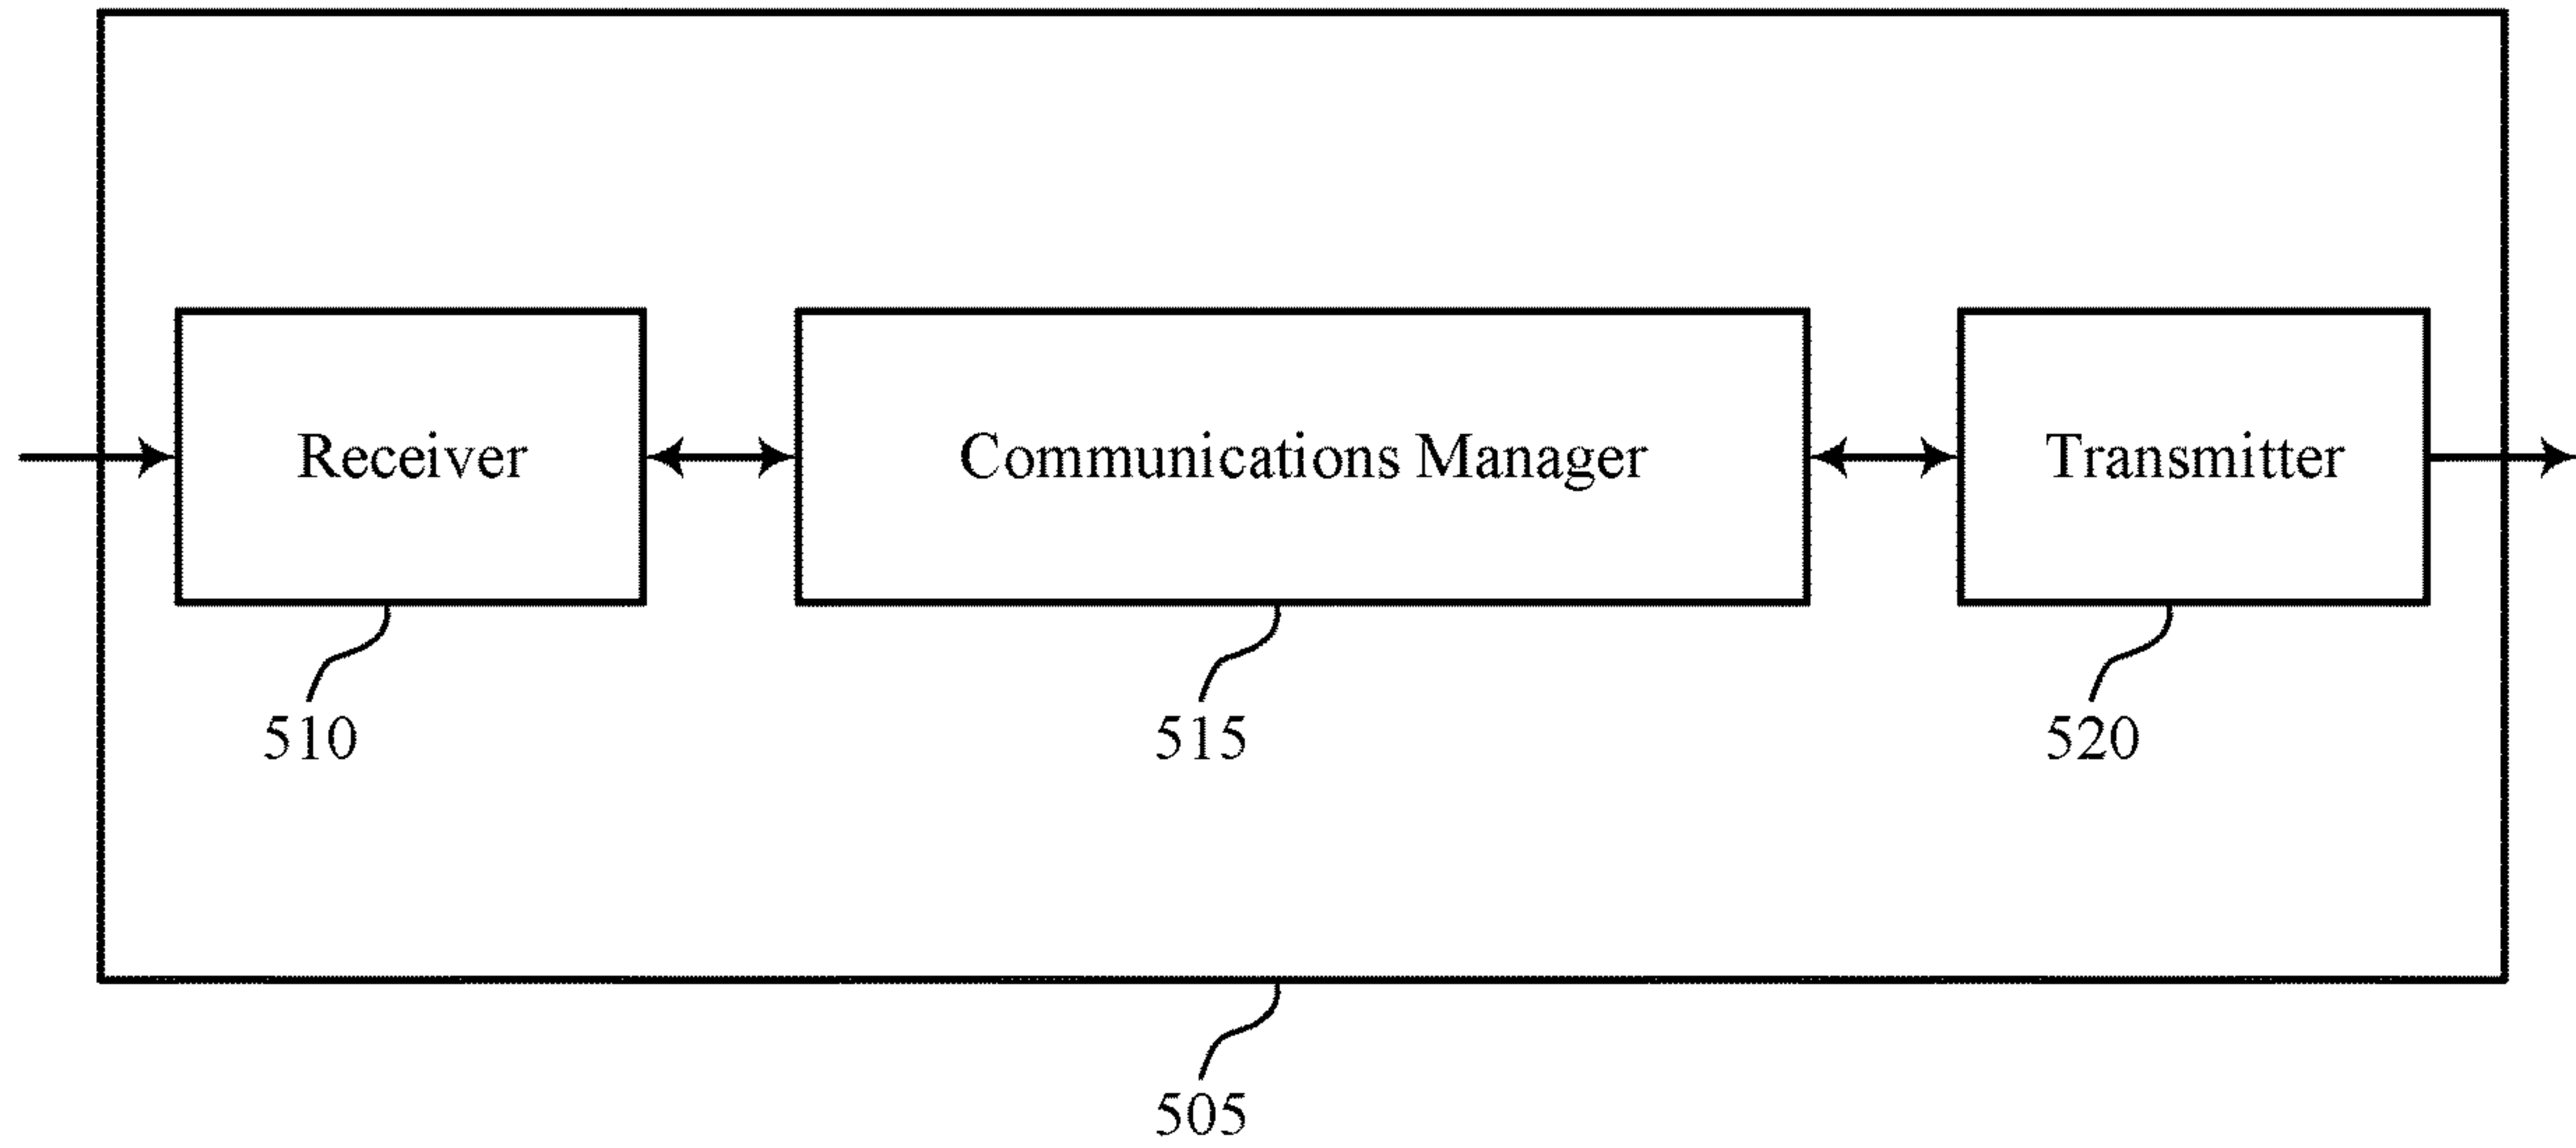 Receiver
Communications Manager
Transmitter
510
515
520
505